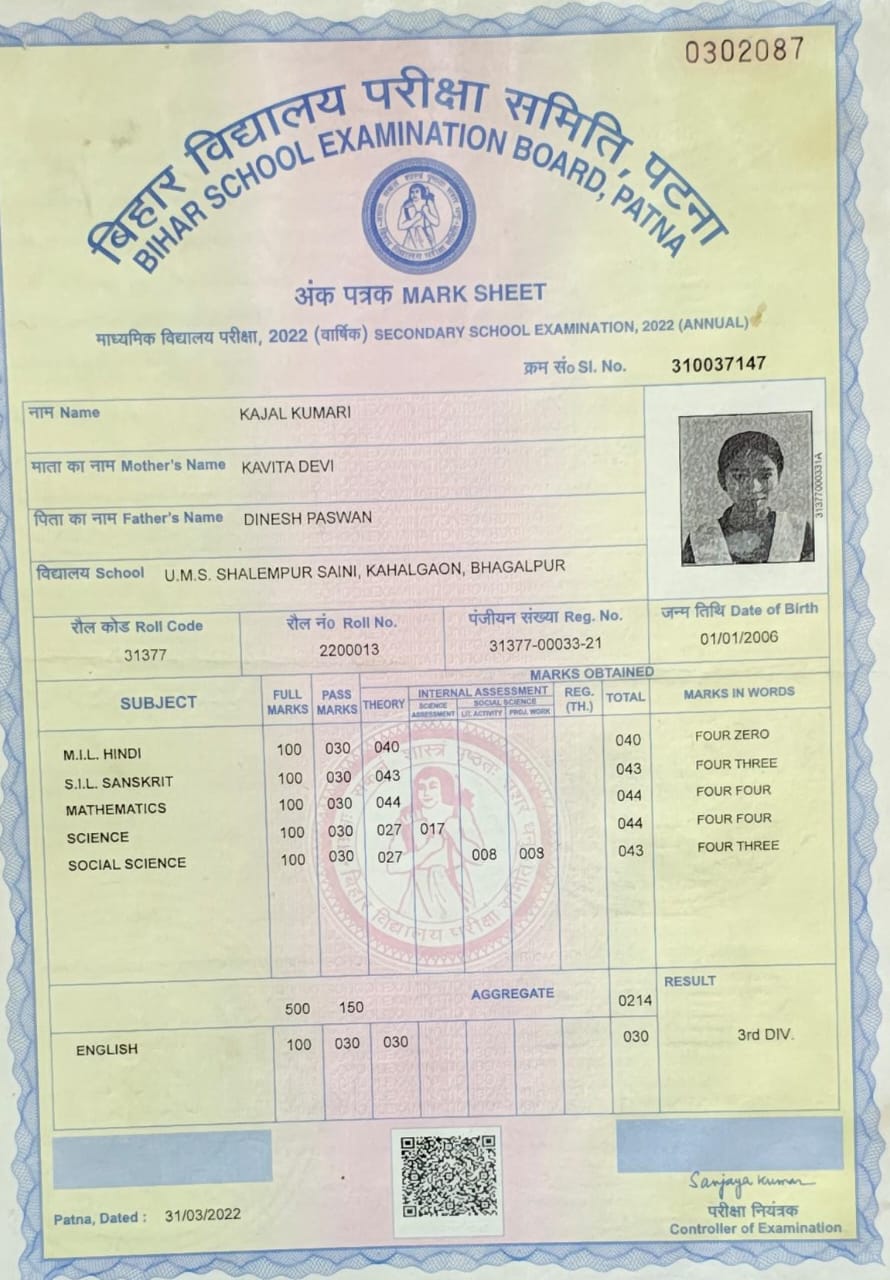 0302087
बिहार विद्यालय परीक्षा समिति, पटना
BIHAR SCHOOL EXAMINATION BOARD, PATNA
अंक पत्रक MARK SHEET
माध्यमिक विद्यालय परीक्षा, 2022 (वार्षिक) SECONDARY SCHOOL EXAMINATION, 2022 (ANNUAL)
क्रम सं० Sl. No. 310037147
नाम Name KAJAL KUMARI
माता का नाम Mother's Name KAVITA DEVI
पिता का नाम Father's Name DINESH PASWAN
विद्यालय School U.M.S. SHALEMPUR SAINI, KAHALGAON, BHAGALPUR
31377000331A
रौल कोड Roll Code रौल नं० Roll No. पंजीयन संख्या Reg. No. जन्म तिथि Date of Birth
31377 2200013 31377-00033-21 01/01/2006
MARKS OBTAINED
SUBJECT FULL MARKS PASS MARKS THEORY INTERNAL ASSESSMENT REG. (TH.) TOTAL MARKS IN WORDS
SCIENCE ASSESSMENT SOCIAL SCIENCE
LIT. ACTIVITY PROJ. WORK
M.I.L. HINDI 100 030 040 040 FOUR ZERO
S.I.L. SANSKRIT 100 030 043 043 FOUR THREE
MATHEMATICS 100 030 044 044 FOUR FOUR
SCIENCE 100 030 027 017 044 FOUR FOUR
SOCIAL SCIENCE 100 030 027 008 008 043 FOUR THREE
बिहार विद्यालय परीक्षा समिति
RESULT
500 150 AGGREGATE 0214
ENGLISH 100 030 030 030 3rd DIV.
Sanjaya Kumar
Patna, Dated : 31/03/2022
परीक्षा नियंत्रक
Controller of Examination